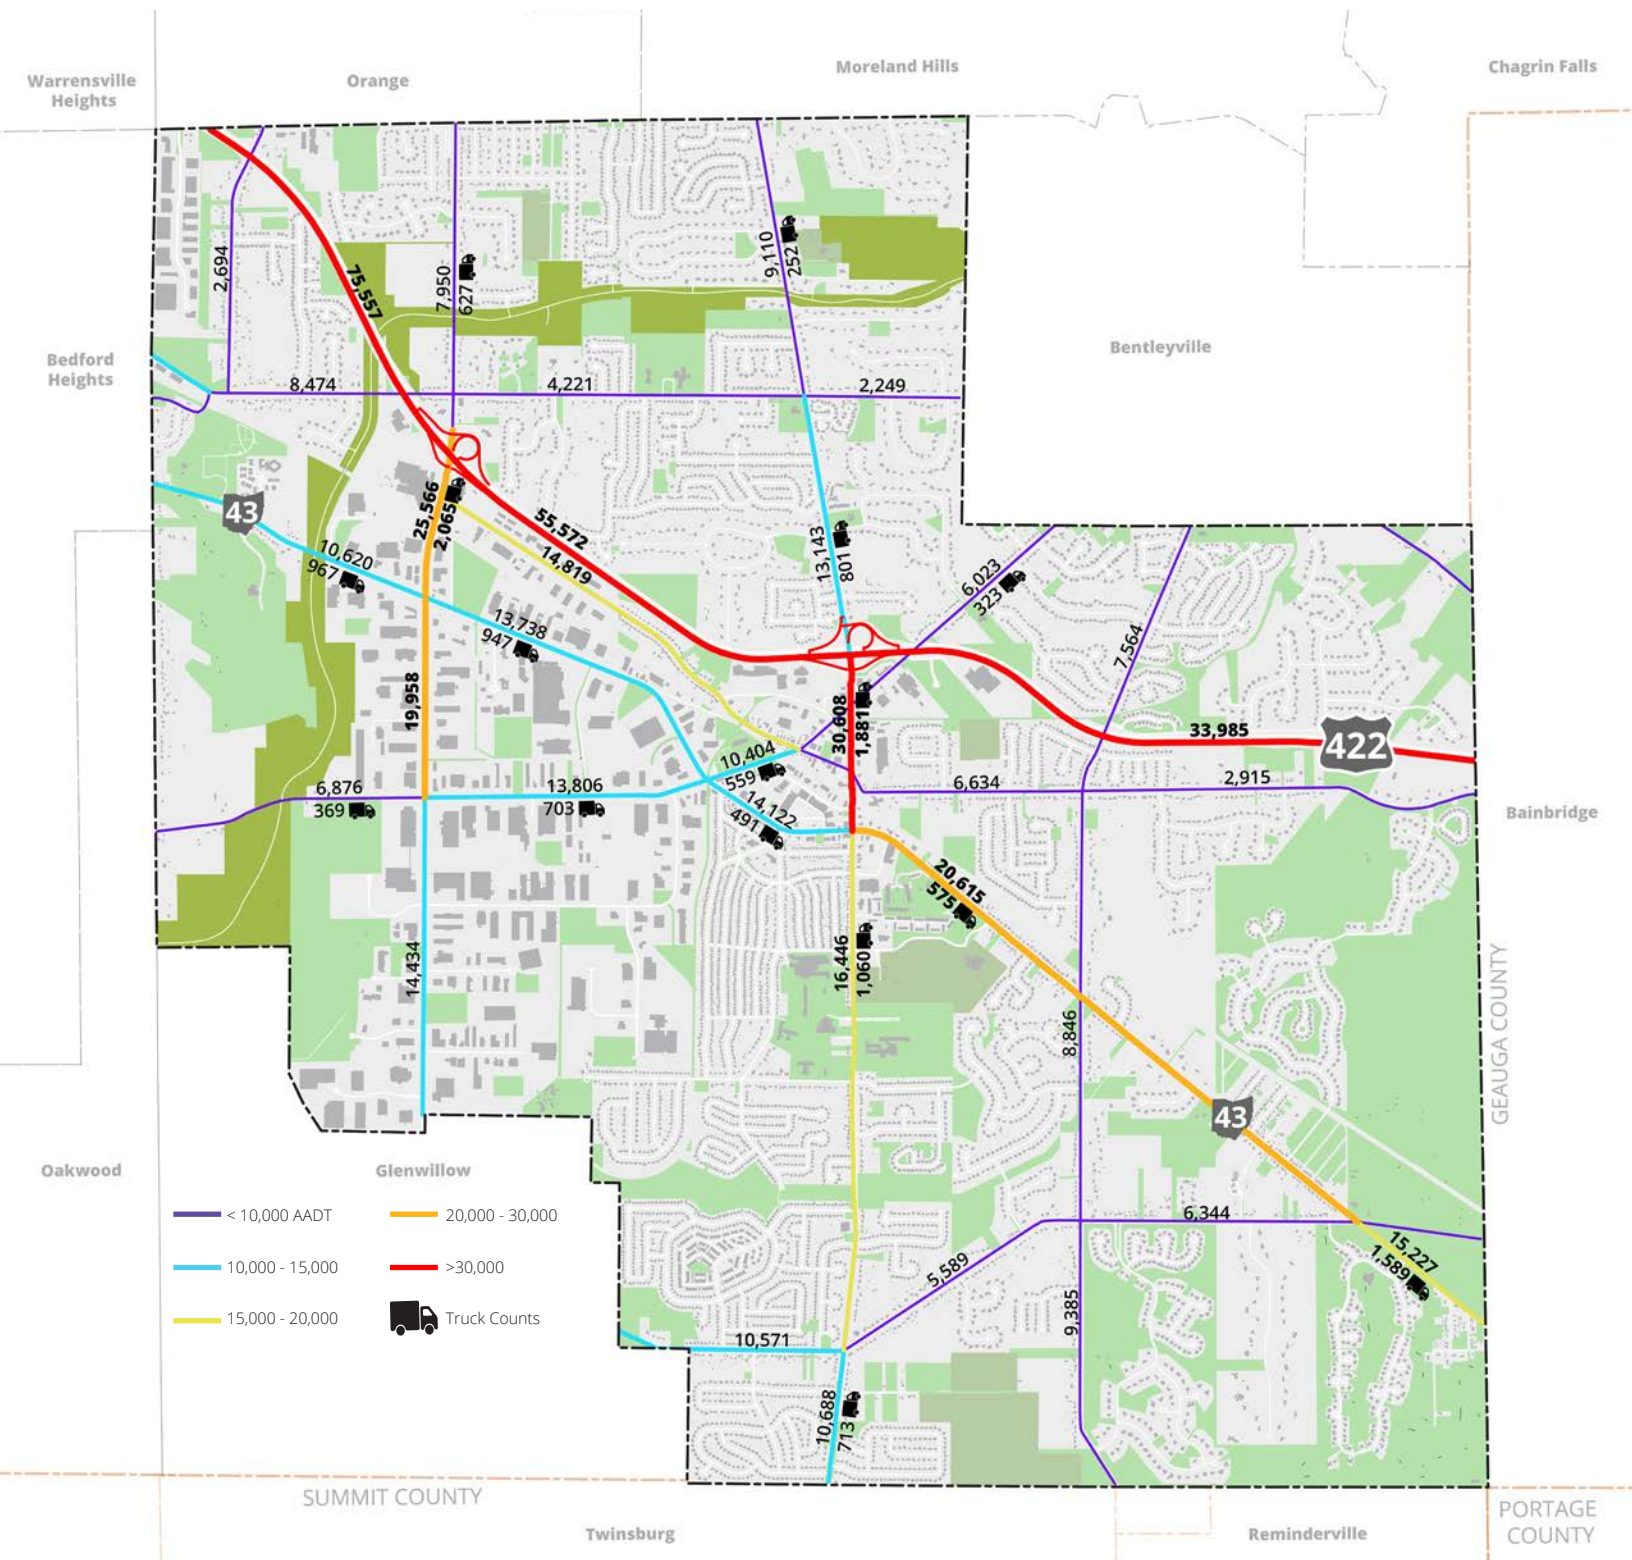 Moreland Hills
Chagrin Falls
Warrensville
Heights
Orange
2,694
75,557
7,950
627
9,110
252
Bentleyville
Bedford
Heights
8,474
4,221
2,249
43
25,566
2,065
55,572
14,819
13,143
801
10,620
967
6,023
323
13,738
947
7,564
19,958
30,608
1,881
33,985
422
10,404
559
6,876
369
13,806
703
6,634
2,915
14,122
491
Bainbridge
20,615
575
16,446
1,060
14,434
8,846
GEAUGA COUNTY
43
Oakwood
Glenwillow
< 10,000 AADT
20,000 - 30,000
10,000 - 15,000
>30,000
15,000 - 20,000
Truck Counts
6,344
15,227
1,589
5,589
9,385
10,571
10,688
713
SUMMIT COUNTY
PORTAGE
COUNTY
Twinsburg
Reminderville